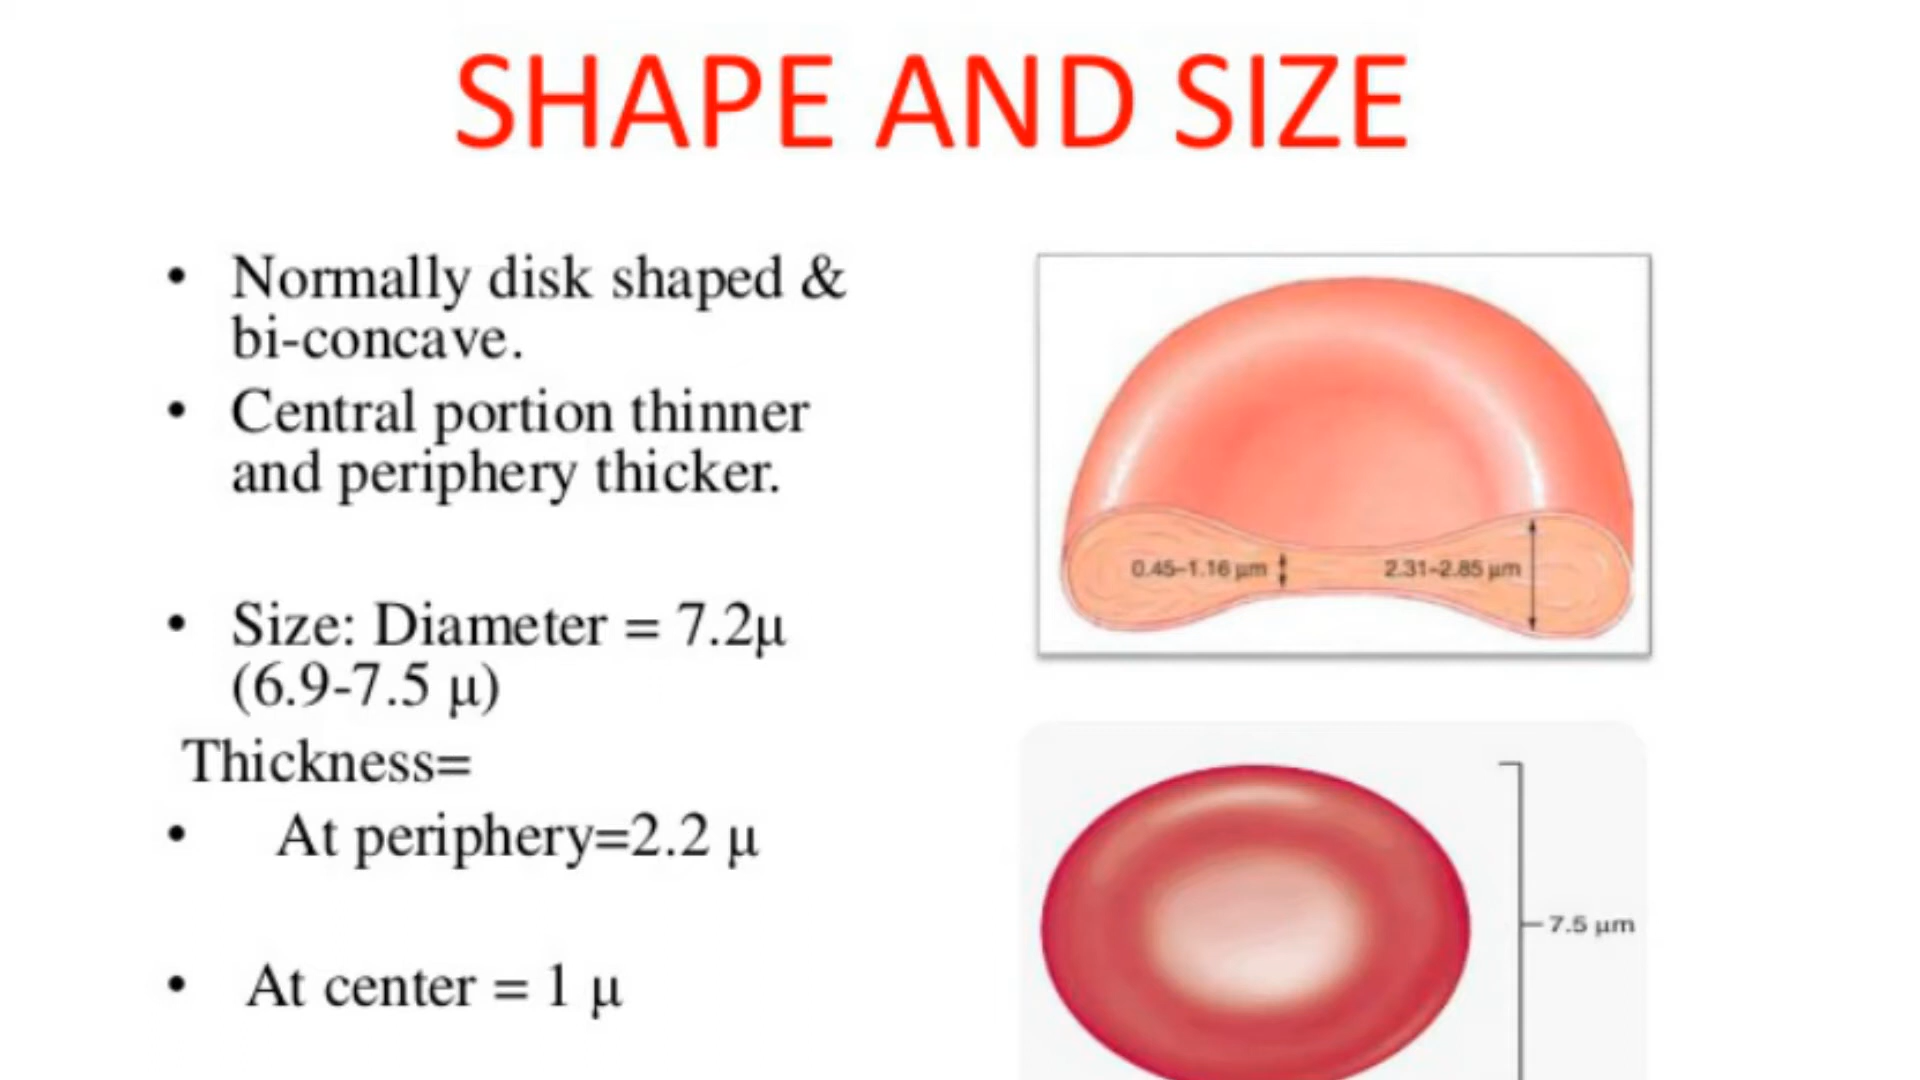 SHAPE AND SIZE
• Normally disk shaped &
bi-concave.
• Central portion thinner
and periphery thicker.
• Size: Diameter = 7.2μ
(6.9-7.5 μ)
Thickness=
• At periphery=2.2 μ
• At center = 1 μ
0.45–1.16 μm
2.31–2.85 μm
7.5 μm